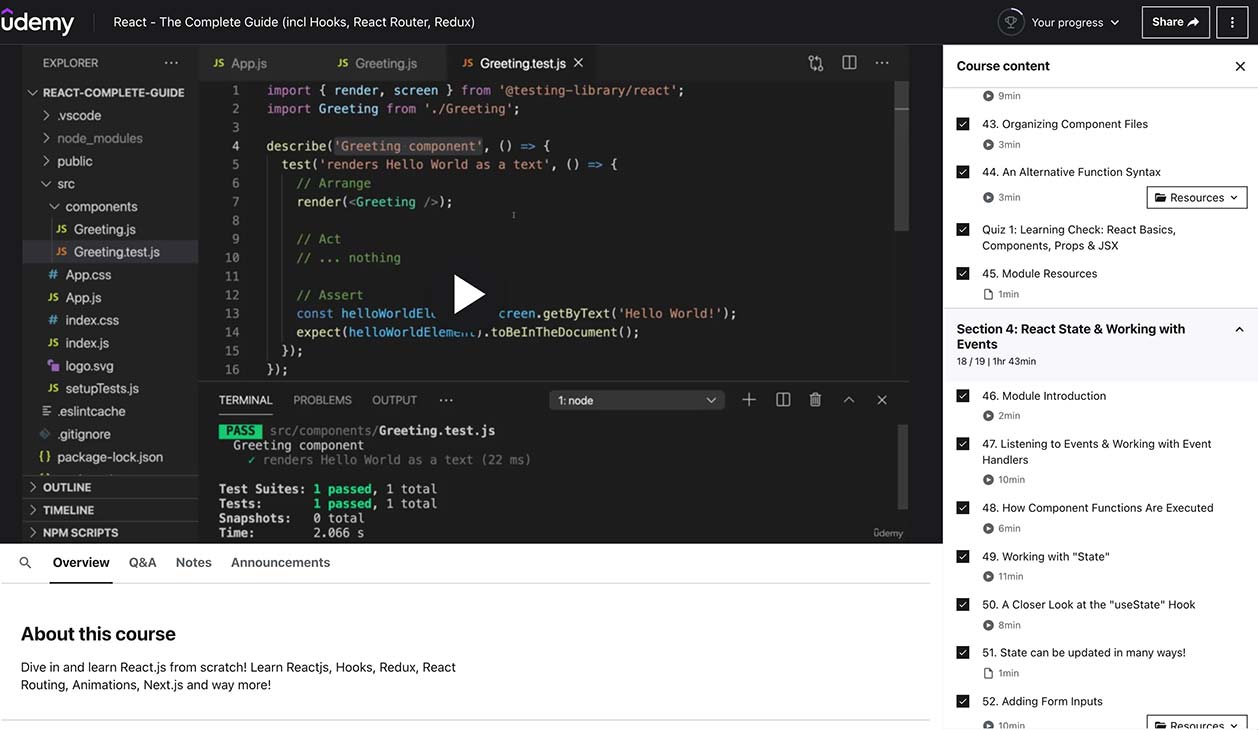 ûdemy
React - The Complete Guide (incl Hooks, React Router, Redux)
Your progress
Share
EXPLORER
REACT-COMPLETE-GUIDE
.vscode
node_modules
public
src
components
JS Greeting.js
JS Greeting.test.js
# App.css
JS App.js
# index.css
JS index.js
logo.svg
JS setupTests.js
.eslintcache
.gitignore
{} package-lock.json
OUTLINE
TIMELINE
NPM SCRIPTS
JS App.js
JS Greeting.js
JS Greeting.test.js
1 import { render, screen } from '@testing-library/react';
2 import Greeting from './Greeting';
3
4 describe('Greeting component', () => {
5 test('renders Hello World as a text', () => {
6 // Arrange
7 render(<Greeting />);
8
9 // Act
10 // ... nothing
11
12 // Assert
13 const helloWorldEl creen.getByText('Hello World!');
14 expect(helloWorldElement).toBeInTheDocument();
15 });
16 });
TERMINAL PROBLEMS OUTPUT ...
1: node
PASS src/components/Greeting.test.js
Greeting component
✓ renders Hello World as a text (22 ms)
Test Suites: 1 passed, 1 total
Tests: 1 passed, 1 total
Snapshots: 0 total
Time: 2.066 s
ûdemy
Overview Q&A Notes Announcements
About this course
Dive in and learn React.js from scratch! Learn Reactjs, Hooks, Redux, React
Routing, Animations, Next.js and way more!
Course content
9min
43. Organizing Component Files
3min
44. An Alternative Function Syntax
3min
Resources
Quiz 1: Learning Check: React Basics,
Components, Props & JSX
45. Module Resources
1min
Section 4: React State & Working with
Events
18 / 19 | 1hr 43min
46. Module Introduction
2min
47. Listening to Events & Working with Event
Handlers
10min
48. How Component Functions Are Executed
6min
49. Working with "State"
11min
50. A Closer Look at the "useState" Hook
8min
51. State can be updated in many ways!
1min
52. Adding Form Inputs
10min
Resources